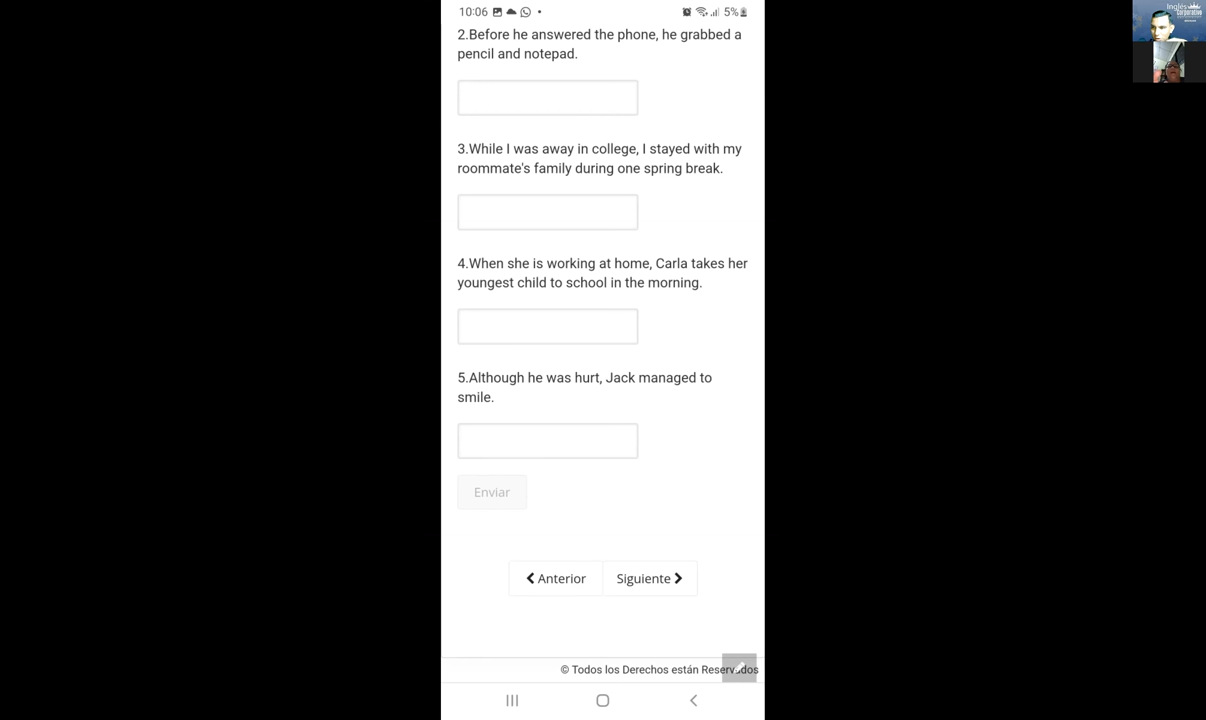 10:06
5%
Inglés
corporativo
2.Before he answered the phone, he grabbed a
pencil and notepad.
3.While I was away in college, I stayed with my
roommate's family during one spring break.
4.When she is working at home, Carla takes her
youngest child to school in the morning.
5.Although he was hurt, Jack managed to
smile.
Enviar
Anterior
Siguiente
© Todos los Derechos están Reservados